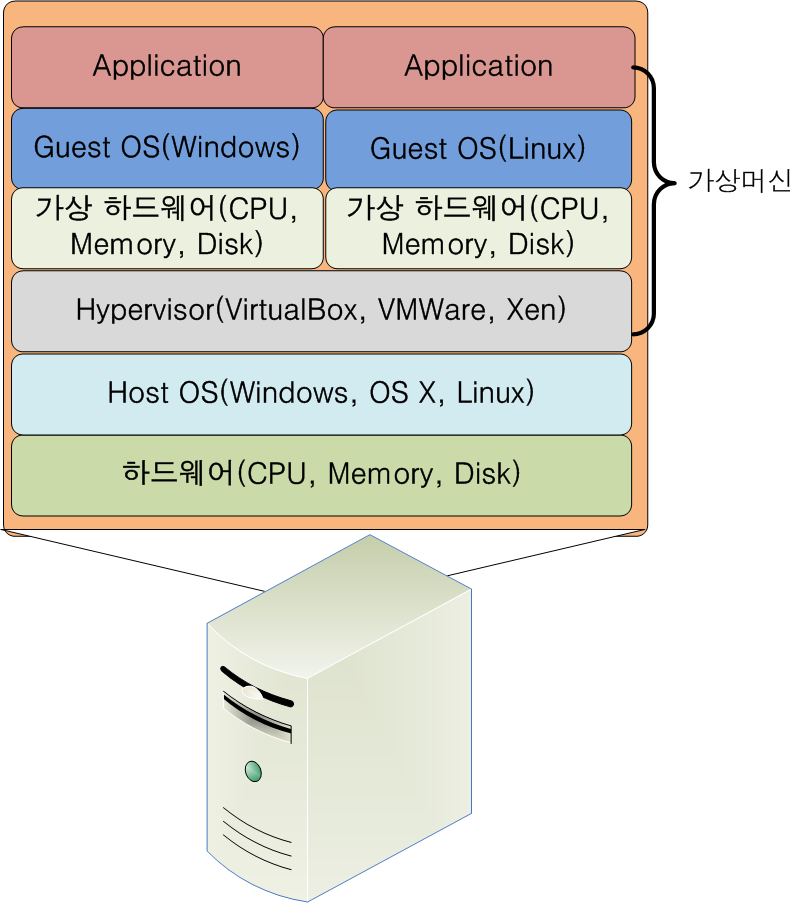 Application
Application
Guest OS(Windows)
Guest OS(Linux)
가상 하드웨어(CPU,
Memory, Disk)
가상 하드웨어(CPU,
Memory, Disk)
가상머신
Hypervisor(VirtualBox, VMWare, Xen)
Host OS(Windows, OS X, Linux)
하드웨어(CPU, Memory, Disk)